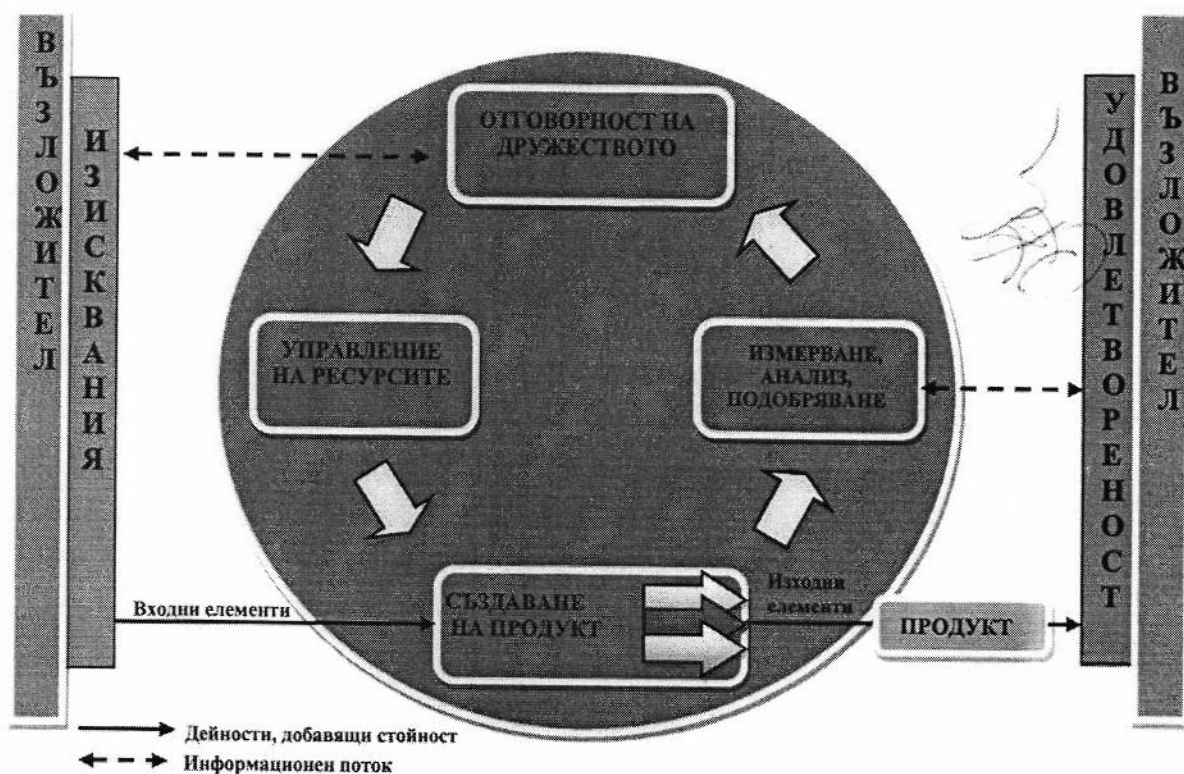 ВЪЗЛОЖИТЕЛ
ИЗИСКВАНИЯ
ОТГОВОРНОСТ НА
ДРУЖЕСТВОТО
УПРАВЛЕНИЕ
НА РЕСУРСИТЕ
ИЗМЕРВАНЕ,
АНАЛИЗ,
ПОДОБРЯВАНЕ
Входни елементи
СЪЗДАВАНЕ
НА ПРОДУКТ
Изходни
елементи
ПРОДУКТ
УДОВЛЕТВОРЕНОСТ
ВЪЗЛОЖИТЕЛ
Дейности, добавящи стойност
Информационен поток